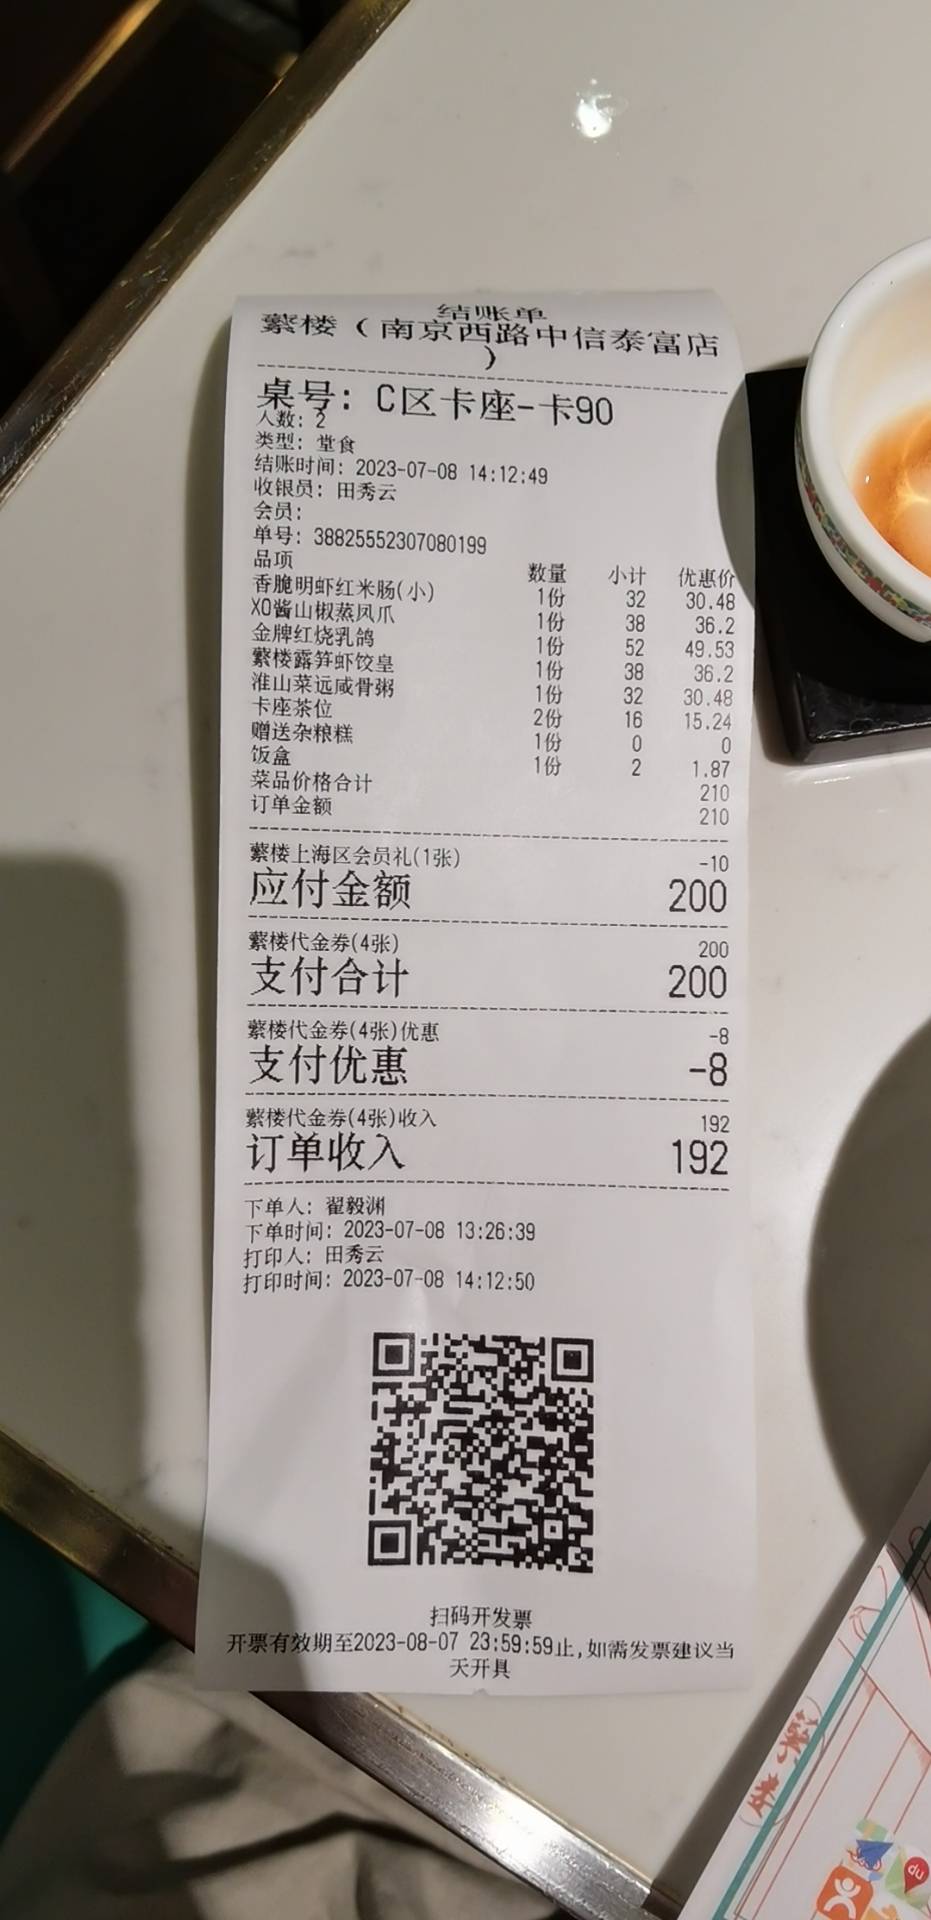 结账单
蘩楼（南京西路中信泰富店
）
桌号: C区卡座-卡90
人数: 2
类型: 堂食
结账时间: 2023-07-08 14:12:49
收银员: 田秀云
会员:
单号: 38825552307080199
品项 数量 小计 优惠价
香脆明虾红米肠(小) 1份 32 30.48
XO酱山椒蒸凤爪 1份 38 36.2
金牌红烧乳鸽 1份 52 49.53
蘩楼露笋虾饺皇 1份 38 36.2
淮山菜远咸骨粥 1份 32 30.48
卡座茶位 2份 16 15.24
赠送杂粮糕 1份 0 0
饭盒 1份 2 1.87
菜品价格合计 210
订单金额 210
蘩楼上海区会员礼(1张) -10
应付金额 200
蘩楼代金券(4张) 200
支付合计 200
蘩楼代金券(4张)优惠 -8
支付优惠 -8
蘩楼代金券(4张)收入 192
订单收入 192
下单人: 翟毅渊
下单时间: 2023-07-08 13:26:39
打印人: 田秀云
打印时间: 2023-07-08 14:12:50
扫码开发票
开票有效期至2023-08-07 23:59:59止,如需发票建议当
天开具
du